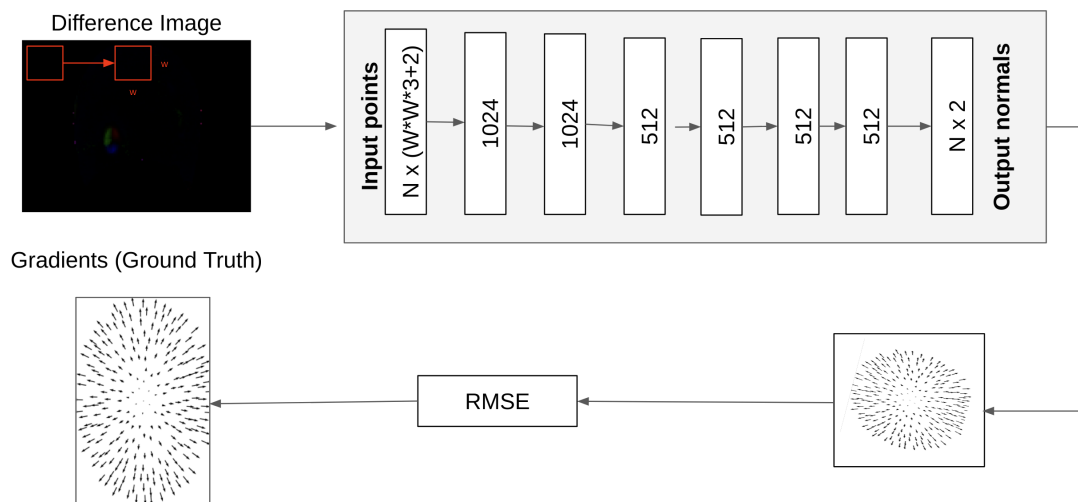 Difference Image
w
w
Input points
N x (W*W*3+2)
1024
1024
512
512
512
512
N x 2
Output normals
Gradients (Ground Truth)
RMSE